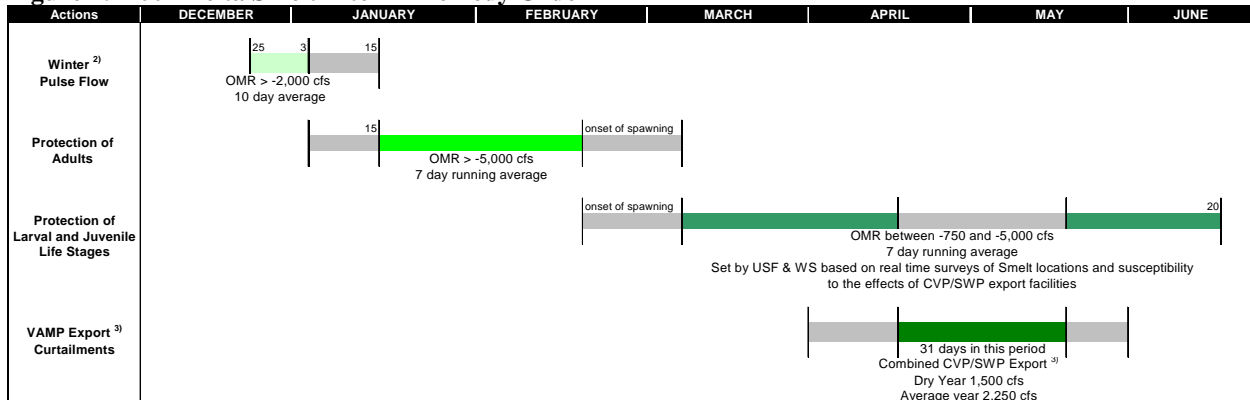 Actions DECEMBER JANUARY FEBRUARY MARCH APRIL MAY JUNE
25 3 15
Winter 2)
Pulse Flow
OMR > -2,000 cfs
10 day average
15 onset of spawning
Protection of
Adults
OMR > -5,000 cfs
7 day running average
onset of spawning 20
Protection of
Larval and Juvenile
Life Stages
OMR between -750 and -5,000 cfs
7 day running average
Set by USF & WS based on real time surveys of Smelt locations and susceptibility
to the effects of CVP/SWP export facilities
VAMP Export 3)
Curtailments
31 days in this period
Combined CVP/SWP Export 3)
Dry Year 1,500 cfs
Average year 2,250 cfs